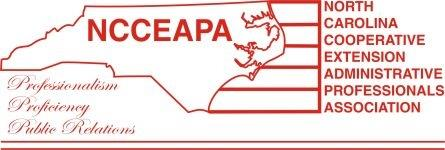 NCCEAPA
Professionalism
Proficiency
Public Relations
NORTH
CAROLINA
COOPERATIVE
EXTENSION
ADMINISTRATIVE
PROFESSIONALS
ASSOCIATION